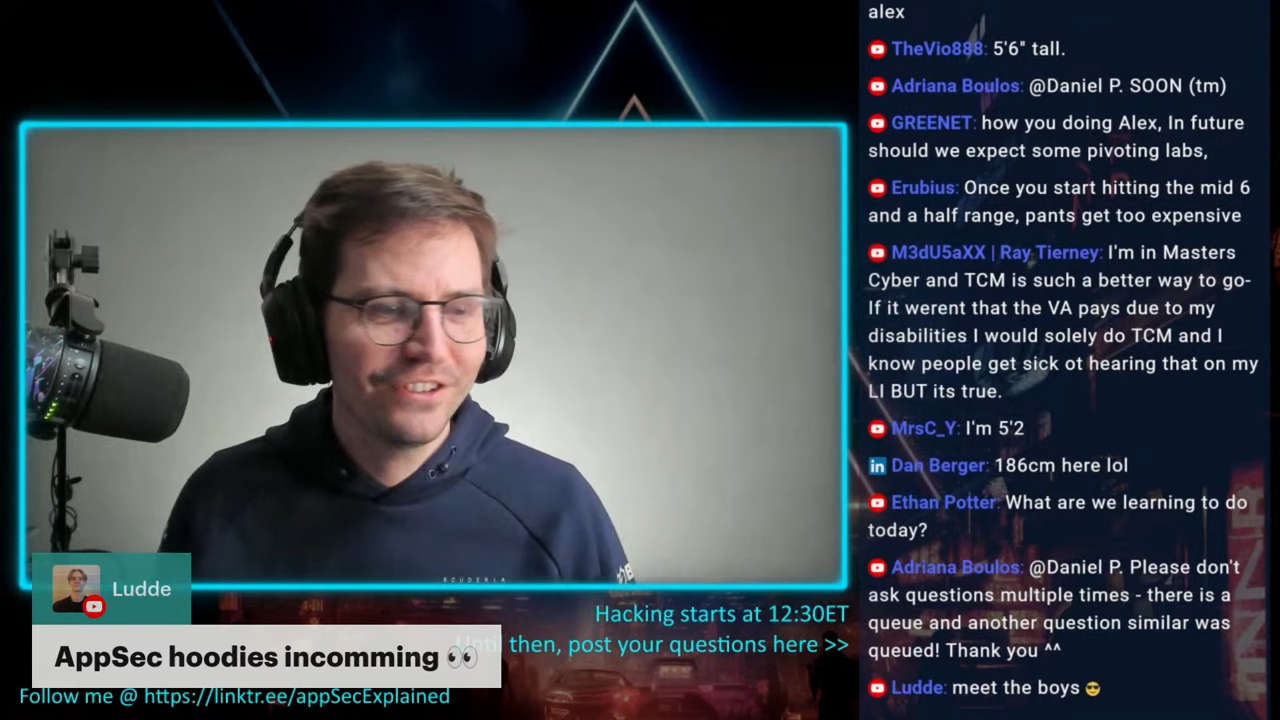 alex
TheVio888: 5'6" tall.
Adriana Boulos: @Daniel P. SOON (tm)
GREENET: how you doing Alex, In future
should we expect some pivoting labs,
Erubius: Once you start hitting the mid 6
and a half range, pants get too expensive
M3dU5aXX | Ray Tierney: I'm in Masters
Cyber and TCM is such a better way to go-
If it werent that the VA pays due to my
disabilities I would solely do TCM and I
know people get sick ot hearing that on my
LI BUT its true.
MrsC_Y: I'm 5'2
in Dan Berger: 186cm here lol
Ethan Potter: What are we learning to do
today?
Adriana Boulos: @Daniel P. Please don't
ask questions multiple times - there is a
queue and another question similar was
queued! Thank you ^^
Ludde: meet the boys 😎
SCUDERIA
Ludde
AppSec hoodies incomming 👀
Hacking starts at 12:30ET
Until then, post your questions here >>
Follow me @ https://linktr.ee/appSecExplained